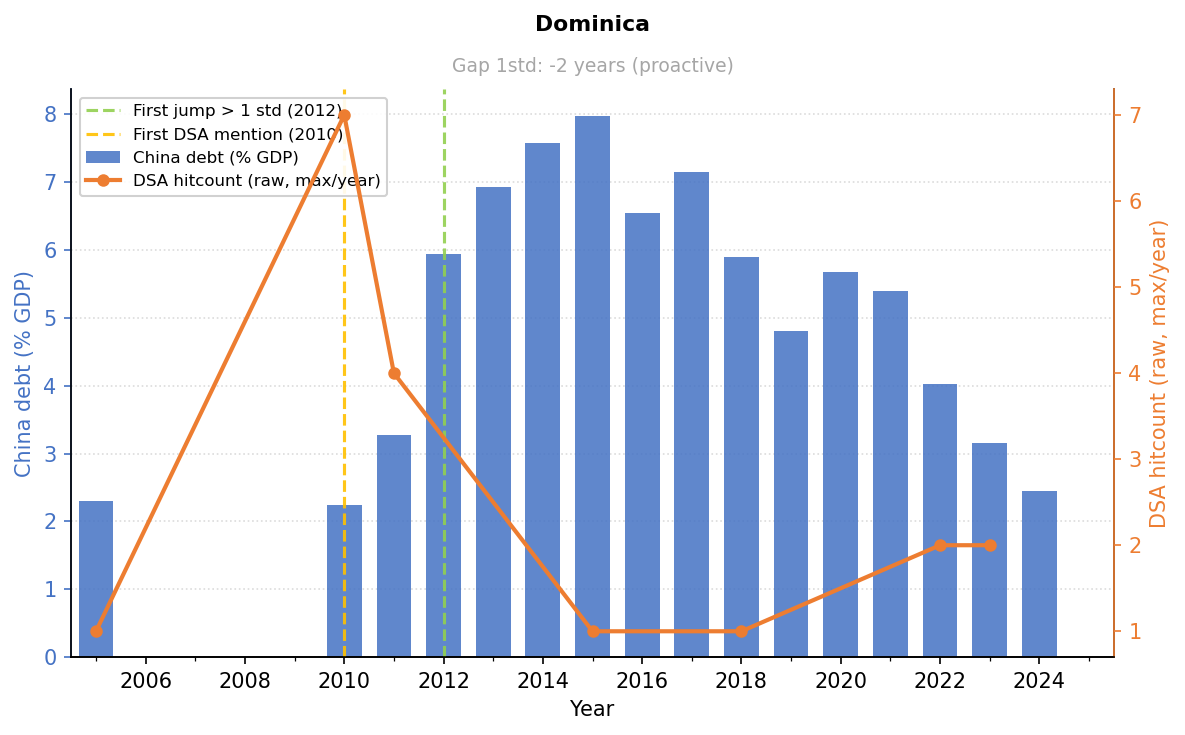 Dominica
Gap 1std: -2 years (proactive)
First jump > 1 std (2012)
First DSA mention (2010)
China debt (% GDP)
DSA hitcount (raw, max/year)
China debt (% GDP)
8
7
6
5
4
3
2
1
0
7
6
5
4
3
2
1
DSA hitcount (raw, max/year)
2006 2008 2010 2012 2014 2016 2018 2020 2022 2024
Year